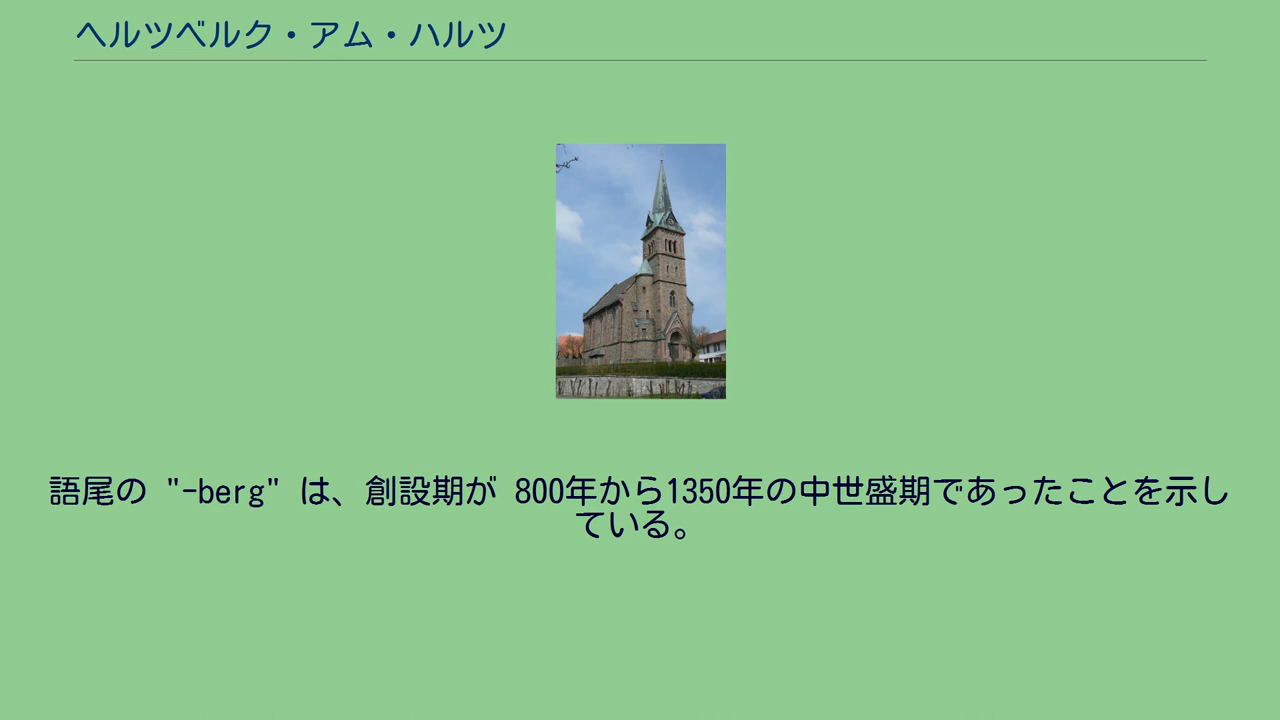 ヘルツベルク・アム・ハルツ
語尾の "-berg" は、創設期が 800年から1350年の中世盛期であったことを示し
ている。